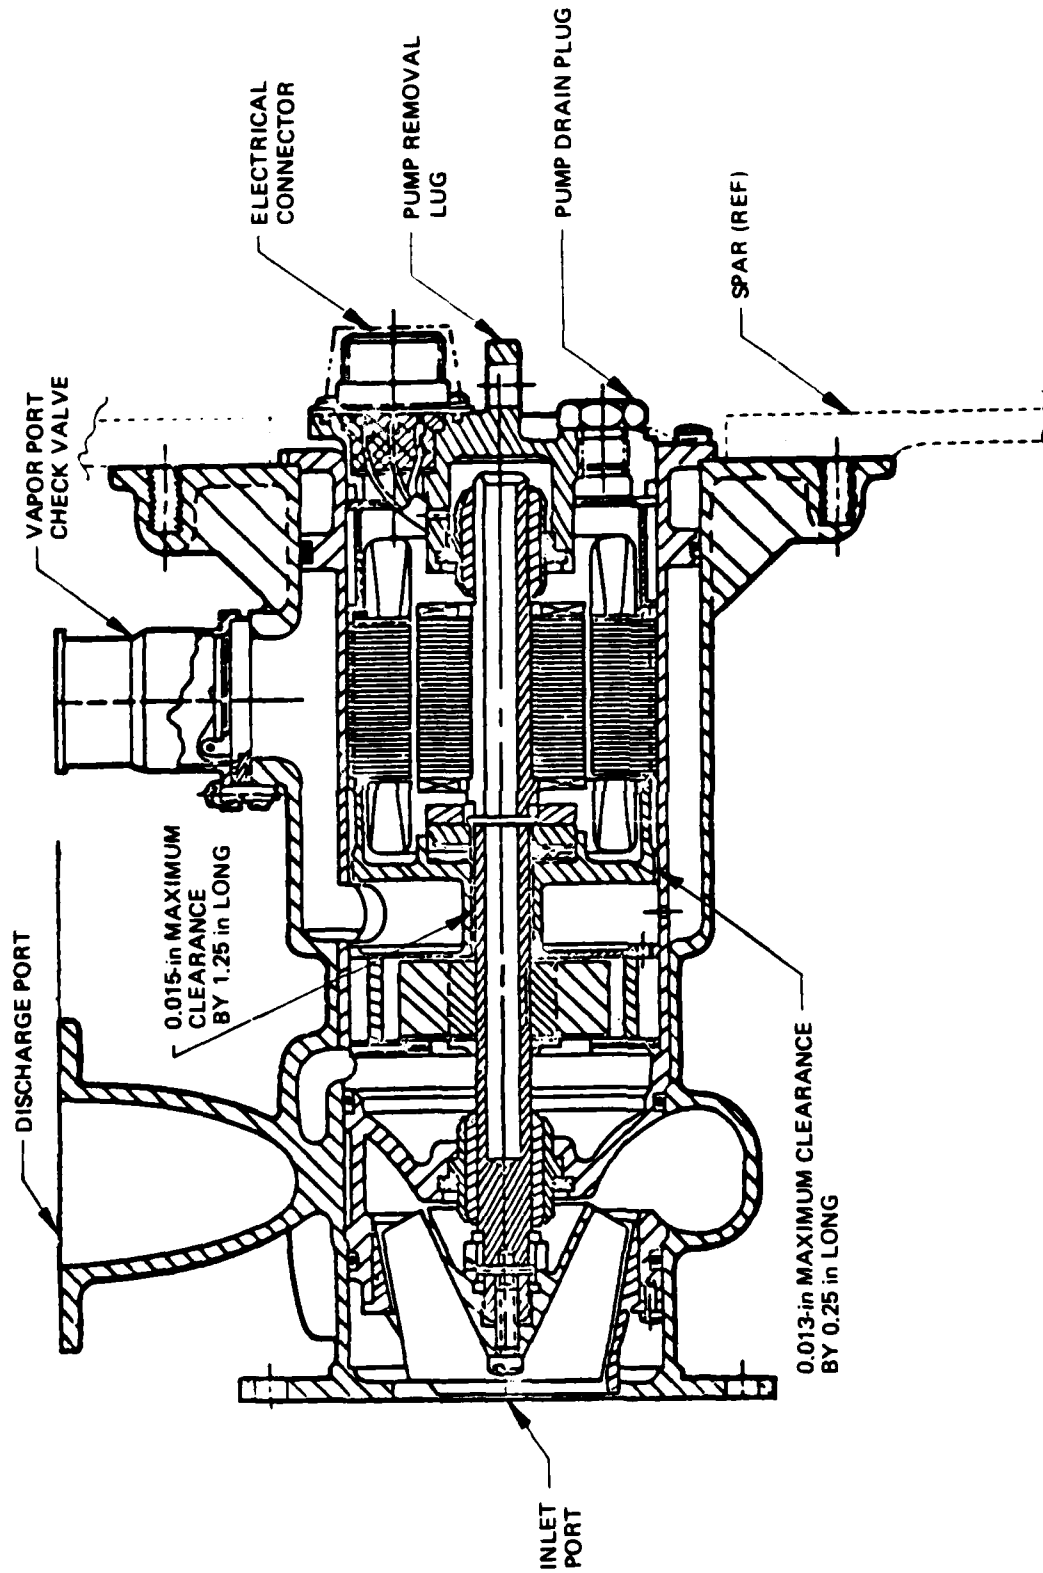 DISCHARGE PORT
VAPOR PORT
CHECK VALVE
ELECTRICAL
CONNECTOR
PUMP REMOVAL
LUG
PUMP DRAIN PLUG
SPAR (REF)
0.015-in MAXIMUM
CLEARANCE
BY 1.25 in LONG
0.013-in MAXIMUM CLEARANCE
BY 0.25 in LONG
INLET
PORT